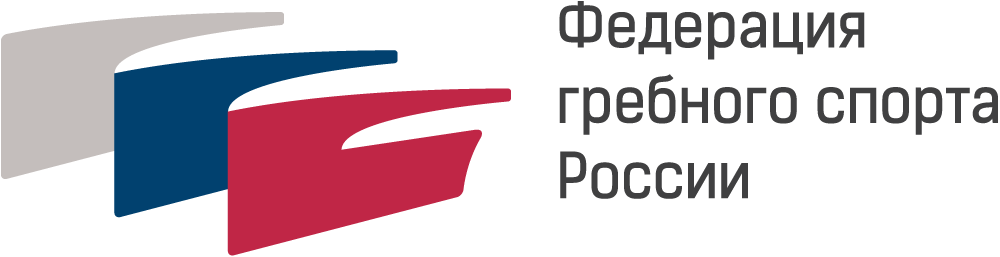 Федерация
гребного спорта
России